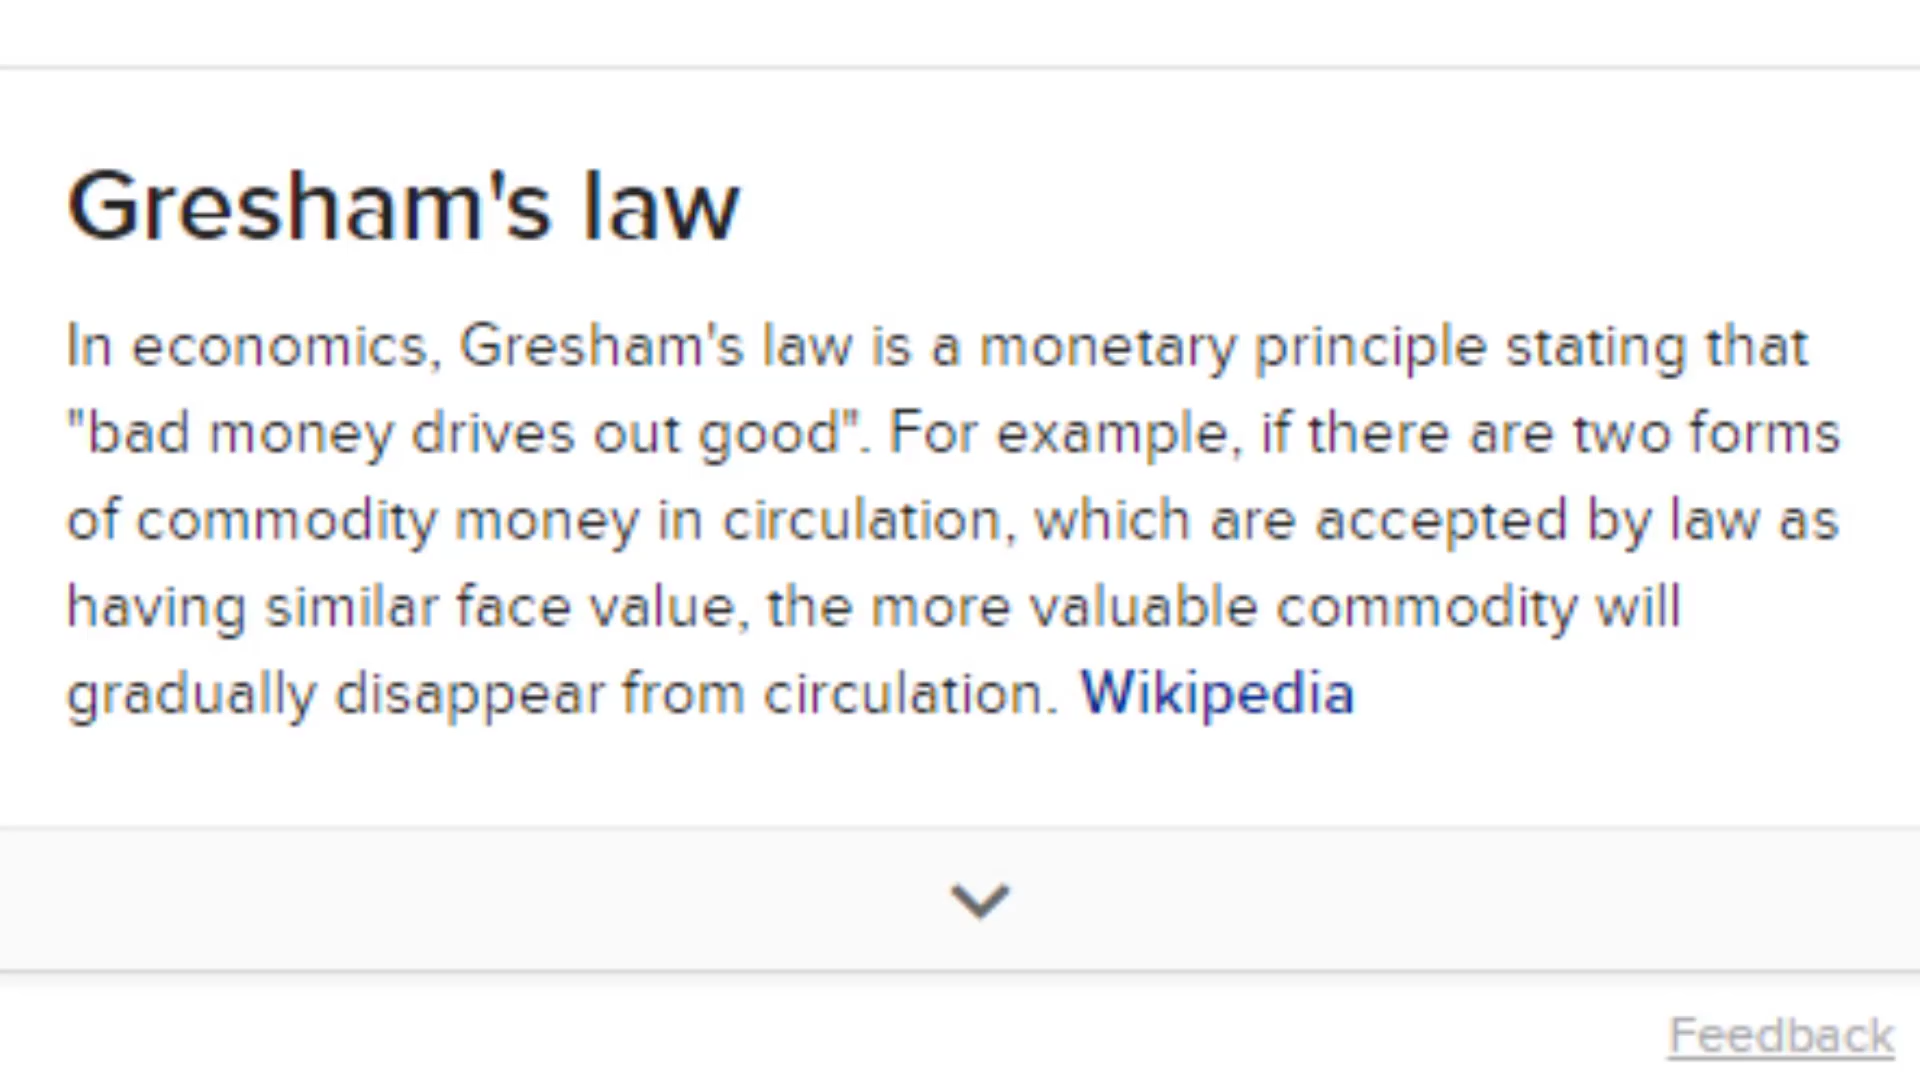 Gresham's law
In economics, Gresham's law is a monetary principle stating that
"bad money drives out good". For example, if there are two forms
of commodity money in circulation, which are accepted by law as
having similar face value, the more valuable commodity will
gradually disappear from circulation. Wikipedia
Feedback